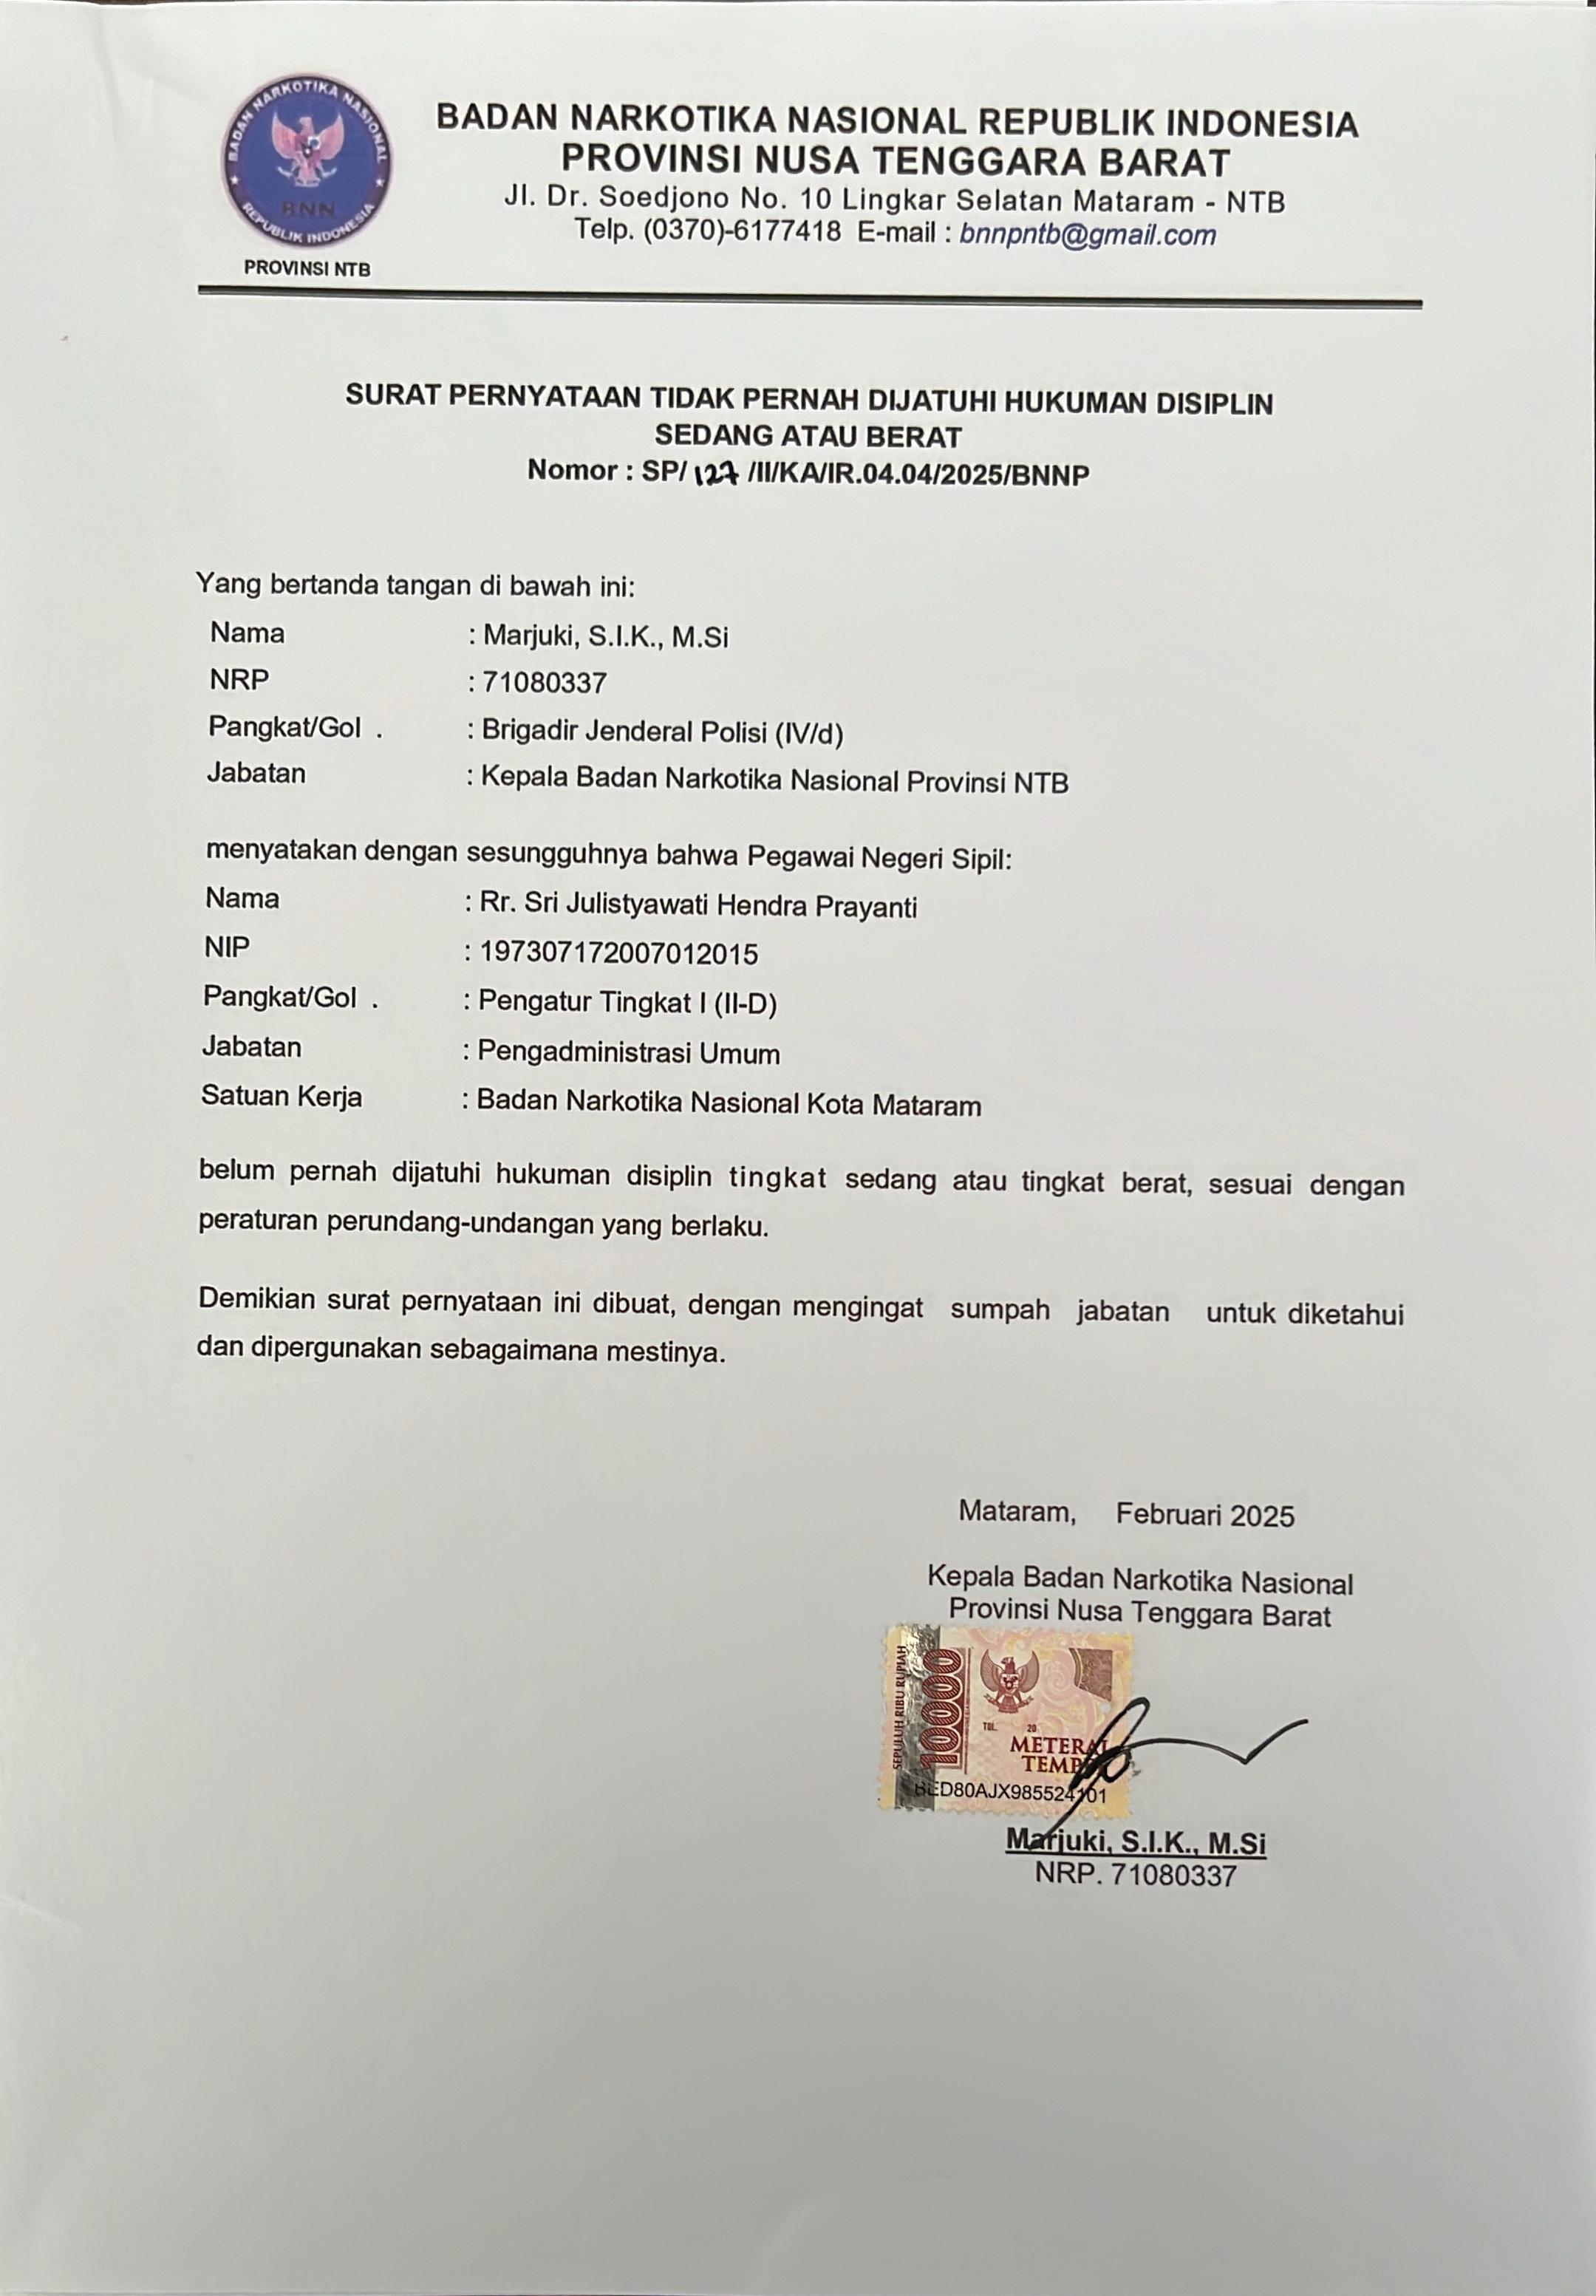 BADAN NARKOTIKA NASIONAL
BNN
REPUBLIK INDONESIA
PROVINSI NTB
BADAN NARKOTIKA NASIONAL REPUBLIK INDONESIA
PROVINSI NUSA TENGGARA BARAT
Jl. Dr. Soedjono No. 10 Lingkar Selatan Mataram - NTB
Telp. (0370)-6177418 E-mail : bnnpntb@gmail.com
SURAT PERNYATAAN TIDAK PERNAH DIJATUHI HUKUMAN DISIPLIN
SEDANG ATAU BERAT
Nomor : SP/ 127 /II/KA/IR.04.04/2025/BNNP
Yang bertanda tangan di bawah ini:
Nama : Marjuki, S.I.K., M.Si
NRP : 71080337
Pangkat/Gol . : Brigadir Jenderal Polisi (IV/d)
Jabatan : Kepala Badan Narkotika Nasional Provinsi NTB
menyatakan dengan sesungguhnya bahwa Pegawai Negeri Sipil:
Nama : Rr. Sri Julistyawati Hendra Prayanti
NIP : 197307172007012015
Pangkat/Gol . : Pengatur Tingkat I (II-D)
Jabatan : Pengadministrasi Umum
Satuan Kerja : Badan Narkotika Nasional Kota Mataram
belum pernah dijatuhi hukuman disiplin tingkat sedang atau tingkat berat, sesuai dengan
peraturan perundang-undangan yang berlaku.
Demikian surat pernyataan ini dibuat, dengan mengingat sumpah jabatan untuk diketahui
dan dipergunakan sebagaimana mestinya.
Mataram, Februari 2025
Kepala Badan Narkotika Nasional
Provinsi Nusa Tenggara Barat
SEPULUH RIBU RUPIAH
10000
TGL. 20
METERAI
TEMPEL
Marjuki, S.I.K., M.Si
NRP. 71080337